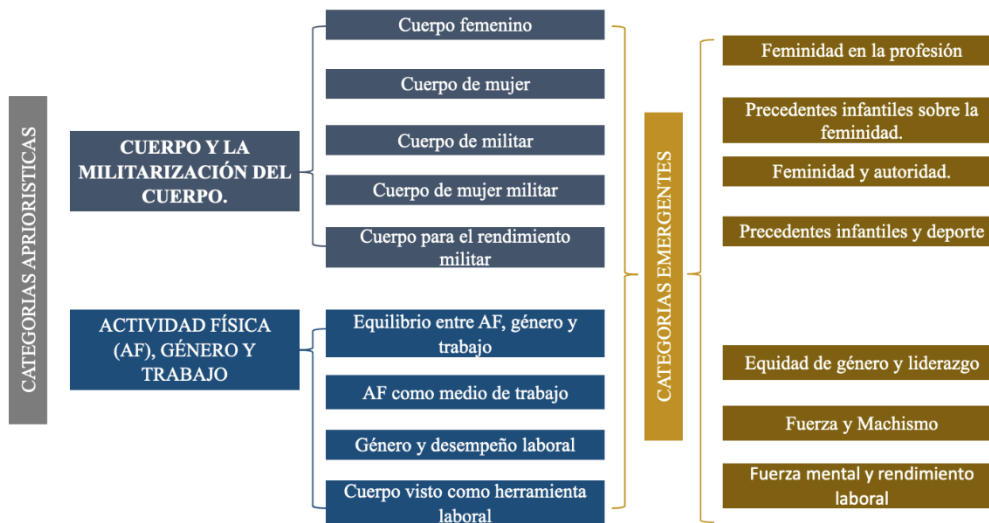 CATEGORIAS APRIORISTICAS
CUERPO Y LA
MILITARIZACIÓN DEL
CUERPO.
Cuerpo femenino
Cuerpo de mujer
Cuerpo de militar
Cuerpo de mujer militar
Cuerpo para el rendimiento
militar
ACTIVIDAD FÍSICA
(AF), GÉNERO Y
TRABAJO
Equilibrio entre AF, género y
trabajo
AF como medio de trabajo
Género y desempeño laboral
Cuerpo visto como herramienta
laboral
CATEGORIAS EMERGENTES
Feminidad en la profesión
Precedentes infantiles sobre la
feminidad.
Feminidad y autoridad.
Precedentes infantiles y deporte
Equidad de género y liderazgo
Fuerza y Machismo
Fuerza mental y rendimiento
laboral